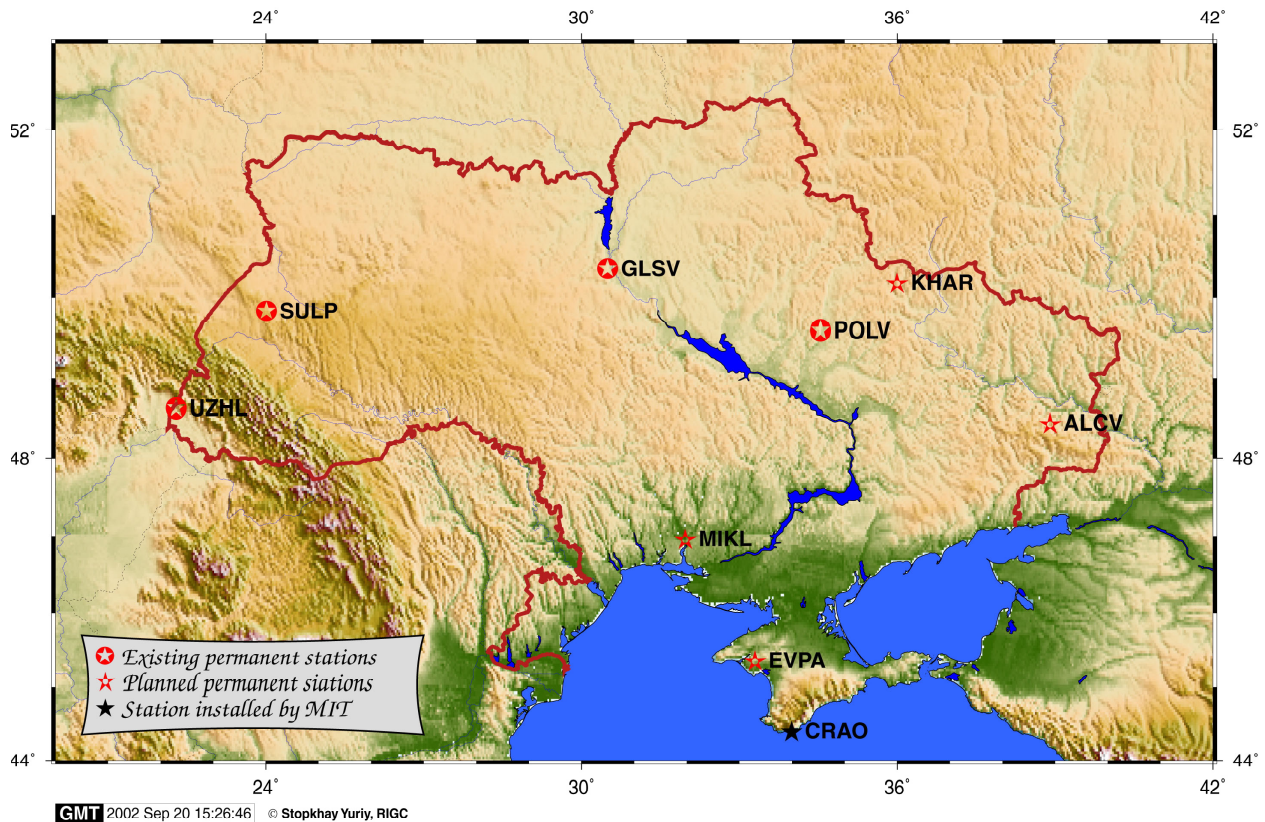 24° 30° 36° 42°
52° 52°
GLSV
KHAR
SULP
POLV
UZHL
ALCV
48° 48°
MIKL
EVPA
Existing permanent stations
Planned permanent siations
Station installed by MIT
CRAO
44° 44°
24° 30° 36° 42°
GMT 2002 Sep 20 15:26:46 © Stopkhay Yuriy, RIGC